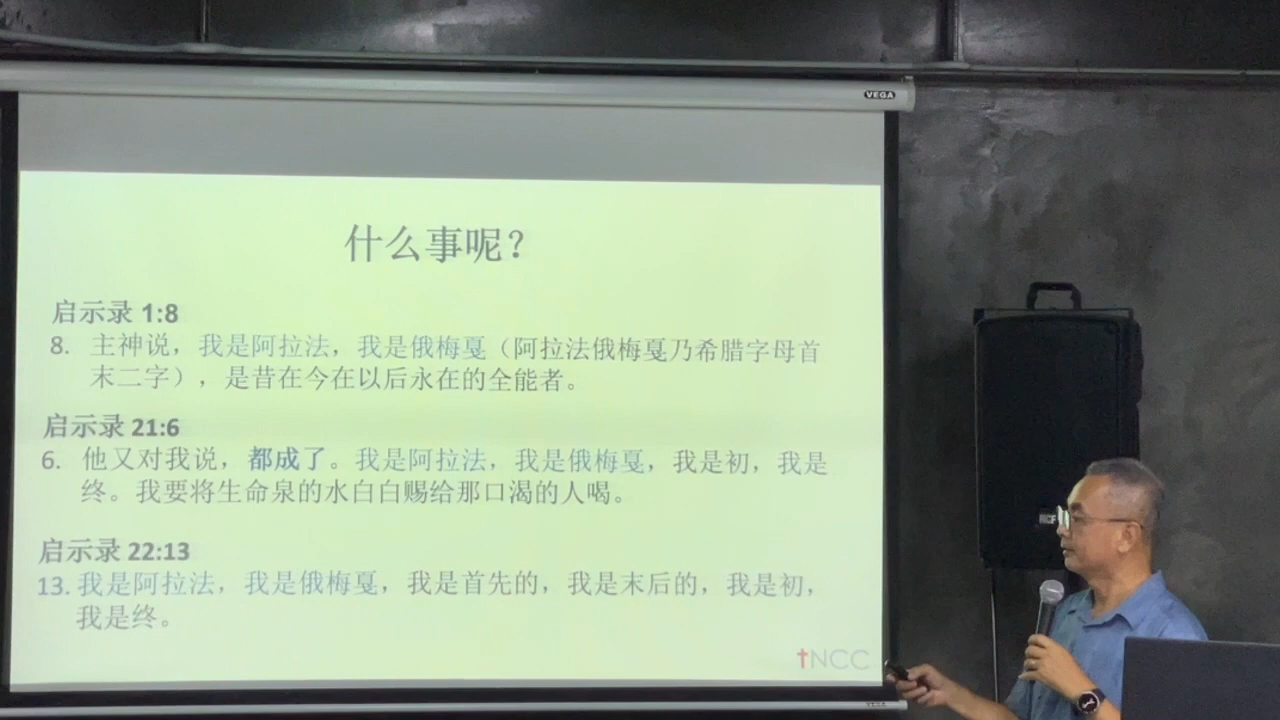 VEGA
什么事呢?
启示录 1:8
8. 主神说，我是阿拉法，我是俄梅戛（阿拉法俄梅戛乃希腊字母首
末二字），是昔在今在以后永在的全能者。
启示录 21:6
6. 他又对我说，都成了。我是阿拉法，我是俄梅戛，我是初，我是
终。我要将生命泉的水白白赐给那口渴的人喝。
启示录 22:13
13. 我是阿拉法，我是俄梅戛，我是首先的，我是末后的，我是初，
我是终。
NCC
VEGA
RCF